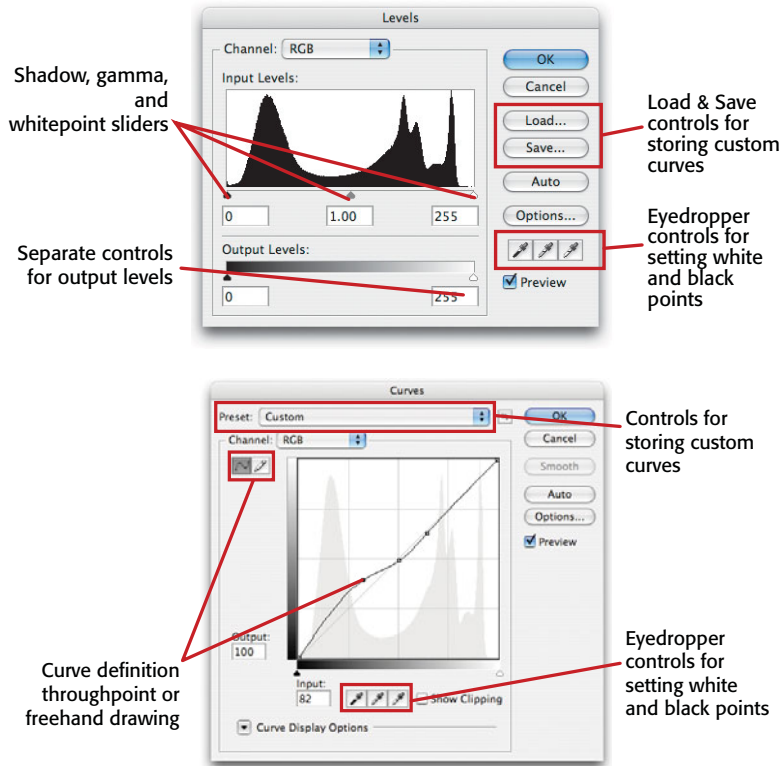 Levels
Channel: RGB
Input Levels:
0 1.00 255
Output Levels:
0 255
OK
Cancel
Load...
Save...
Auto
Options...
Preview
Shadow, gamma,
and
whitepoint sliders
Separate controls
for output levels
Load & Save
controls for
storing custom
curves
Eyedropper
controls for
setting white
and black
points
Curves
Preset: Custom
Channel: RGB
Output:
100
Input:
82
Show Clipping
Curve Display Options
OK
Cancel
Smooth
Auto
Options...
Preview
Curve definition
throughpoint or
freehand drawing
Controls for
storing custom
curves
Eyedropper
controls for
setting white
and black points